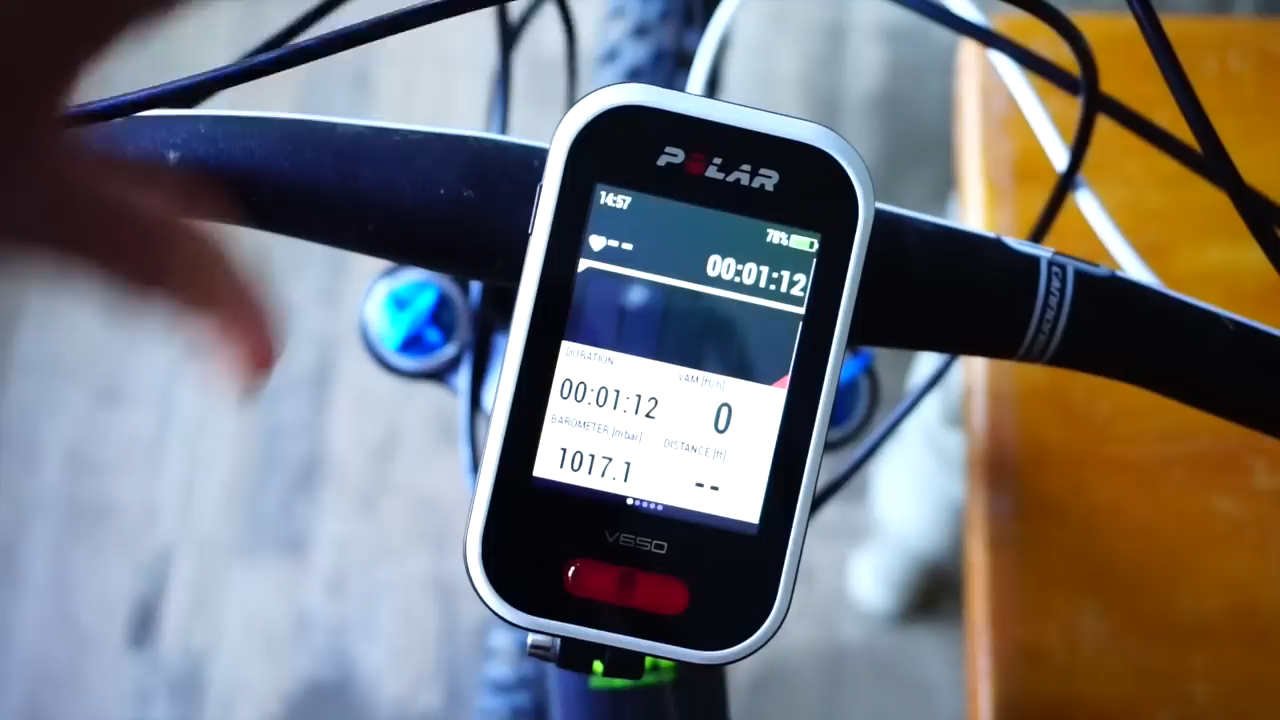 POLAR
14:57
78%
--
00:01:12
DURATION
VAM [ft/h]
00:01:12
0
BAROMETER [mbar]
DISTANCE [ft]
1017.1
--
V650